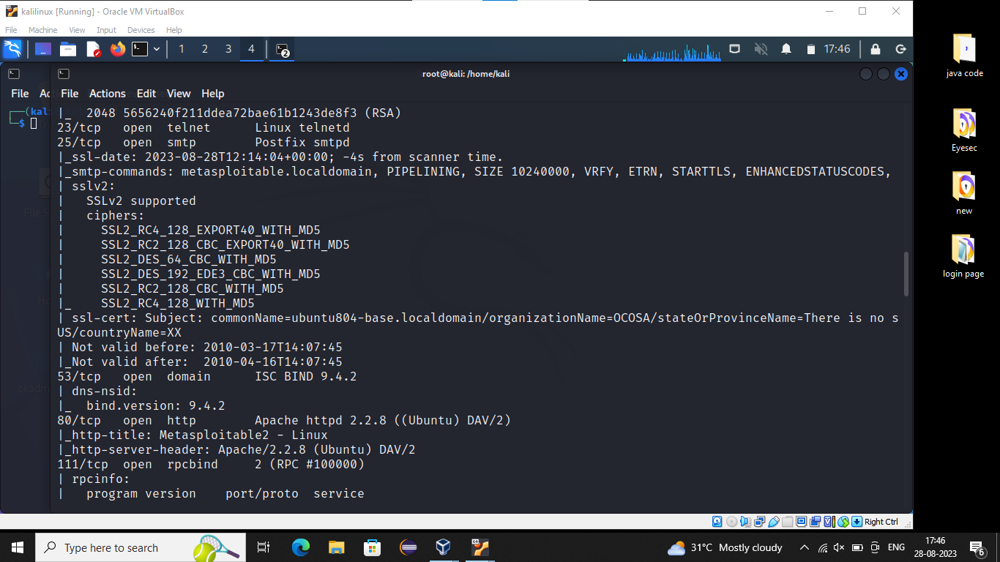 kalilinux [Running] - Oracle VM VirtualBox
File Machine View Input Devices Help
1 2 3 4 2 17:46
root@kali: /home/kali
File File Actions Edit View Help
|_  2048 5656240f211ddea72bae61b1243de8f3 (RSA)
23/tcp   open  telnet      Linux telnetd
25/tcp   open  smtp        Postfix smtpd
|_ssl-date: 2023-08-28T12:14:04+00:00; -4s from scanner time.
|_smtp-commands: metasploitable.localdomain, PIPELINING, SIZE 10240000, VRFY, ETRN, STARTTLS, ENHANCEDSTATUSCODES,
| sslv2:
|   SSLv2 supported
|   ciphers:
|     SSL2_RC4_128_EXPORT40_WITH_MD5
|     SSL2_RC2_128_CBC_EXPORT40_WITH_MD5
|     SSL2_DES_64_CBC_WITH_MD5
|     SSL2_DES_192_EDE3_CBC_WITH_MD5
|     SSL2_RC2_128_CBC_WITH_MD5
|_    SSL2_RC4_128_WITH_MD5
| ssl-cert: Subject: commonName=ubuntu804-base.localdomain/organizationName=OCOSA/stateOrProvinceName=There is no s
US/countryName=XX
| Not valid before: 2010-03-17T14:07:45
|_Not valid after:  2010-04-16T14:07:45
53/tcp   open  domain      ISC BIND 9.4.2
| dns-nsid:
|_  bind.version: 9.4.2
80/tcp   open  http        Apache httpd 2.2.8 ((Ubuntu) DAV/2)
|_http-title: Metasploitable2 - Linux
|_http-server-header: Apache/2.2.8 (Ubuntu) DAV/2
111/tcp  open  rpcbind     2 (RPC #100000)
| rpcinfo:
|   program version    port/proto  service
(kal
$
java code
Eyesec
new
login page
Right Ctrl
Type here to search
31°C Mostly cloudy
ENG
17:46
28-08-2023
6